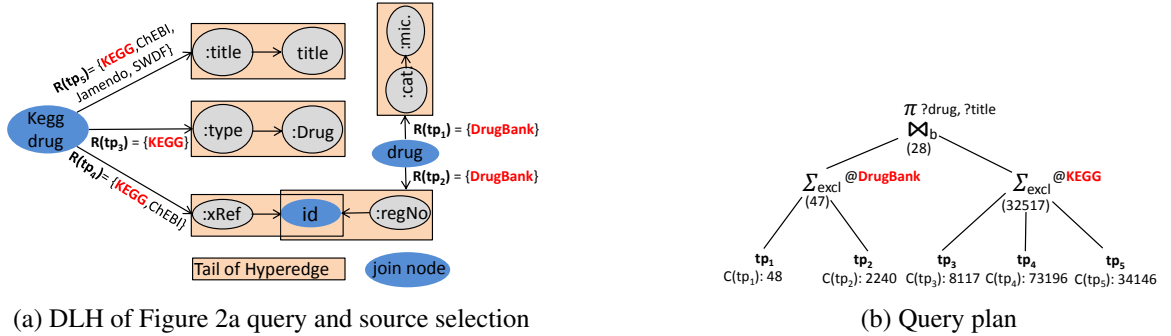 R(tp5)= {KEGG,ChEBI,
Jamendo, SWDF}
:title
title
:mic.
:cat.
Kegg
drug
R(tp3) = {KEGG}
:type
:Drug
R(tp1) = {DrugBank}
drug
R(tp2) = {DrugBank}
R(tp4)= {KEGG,ChEBI}
:xRef
id
:regNo
Tail of Hyperedge
join node
(a) DLH of Figure 2a query and source selection
π ?drug, ?title
⋈b
(28)
Σexcl @DrugBank
(47)
Σexcl @KEGG
(32517)
tp1
C(tp1): 48
tp2
C(tp2): 2240
tp3
C(tp3): 8117
tp4
C(tp4): 73196
tp5
C(tp5): 34146
(b) Query plan